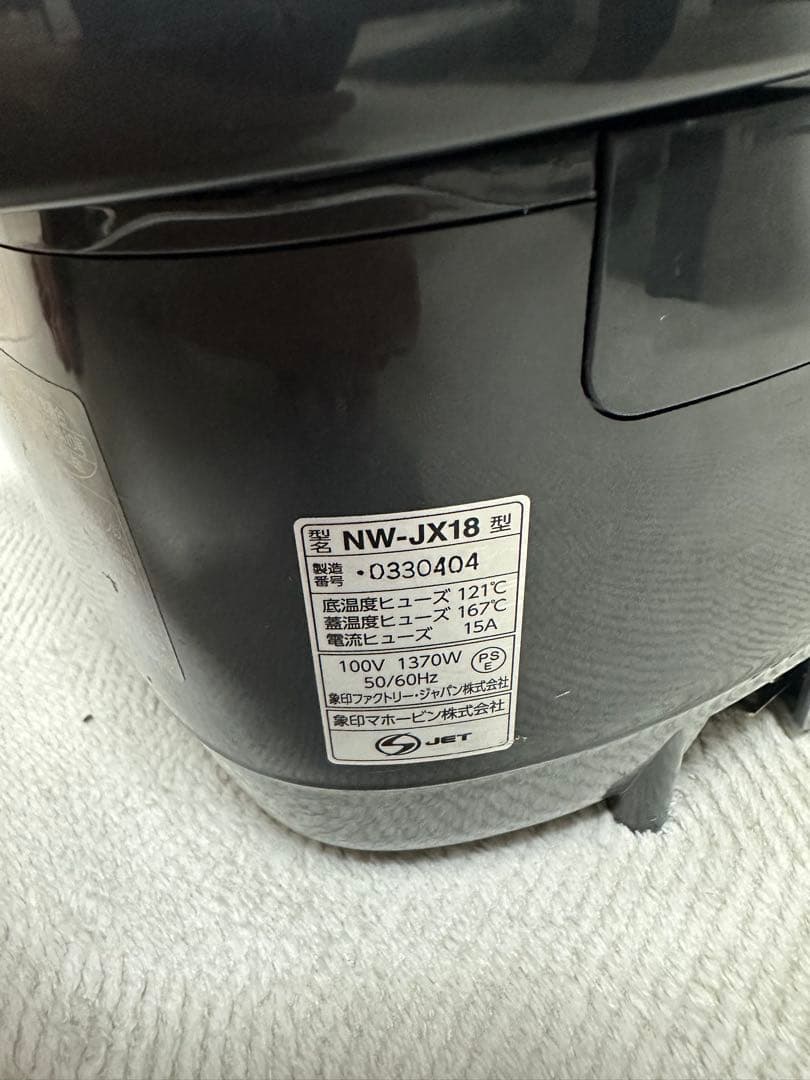 型名 NW-JX18 型
製造番号 ・0330404
底温度ヒューズ 121℃
蓋温度ヒューズ 167℃
電流ヒューズ 15A
100V 1370W PSE
50/60Hz
象印ファクトリー・ジャパン株式会社
象印マホービン株式会社
S JET